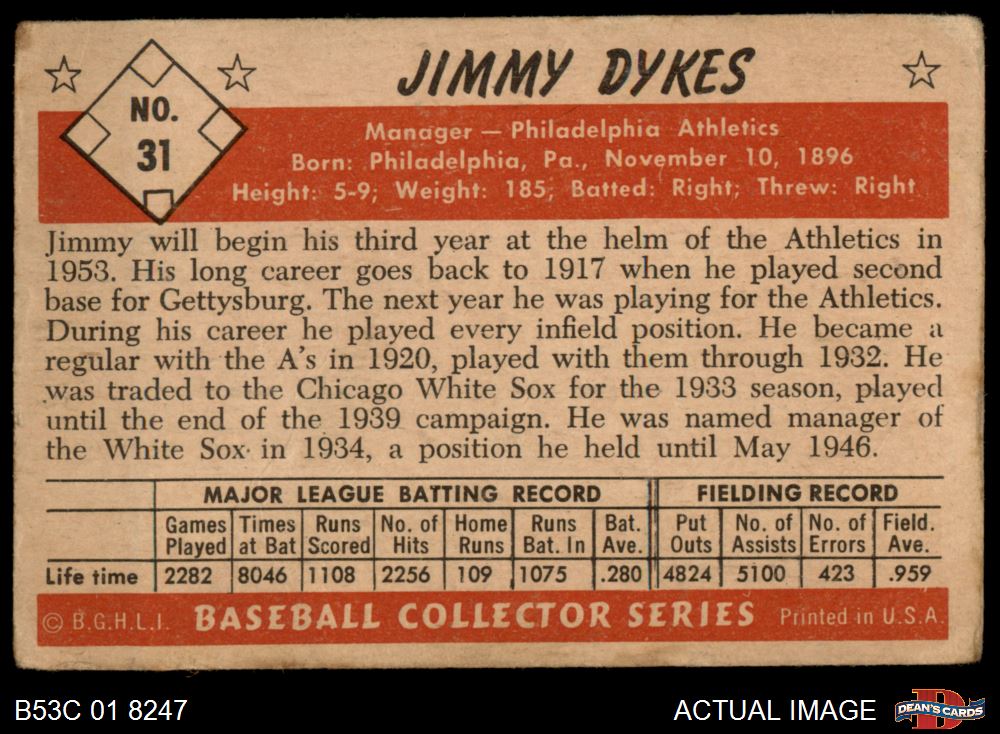 JIMMY DYKES
NO.
31
Manager — Philadelphia Athletics
Born: Philadelphia, Pa., November 10, 1896
Height: 5-9; Weight: 185; Batted: Right; Threw: Right
Jimmy will begin his third year at the helm of the Athletics in
1953. His long career goes back to 1917 when he played second
base for Gettysburg. The next year he was playing for the Athletics.
During his career he played every infield position. He became a
regular with the A's in 1920, played with them through 1932. He
was traded to the Chicago White Sox for the 1933 season, played
until the end of the 1939 campaign. He was named manager of
the White Sox in 1934, a position he held until May 1946.
MAJOR LEAGUE BATTING RECORD FIELDING RECORD
Games Times Runs No. of Home Runs Bat. Put No. of No. of Field.
Played at Bat Scored Hits Runs Bat. In Ave. Outs Assists Errors Ave.
Life time 2282 8046 1108 2256 109 1075 .280 4824 5100 423 .959
© B.G.H.L.I. BASEBALL COLLECTOR SERIES Printed in U.S.A.
B53C 01 8247 ACTUAL IMAGE DEAN'S CARDS